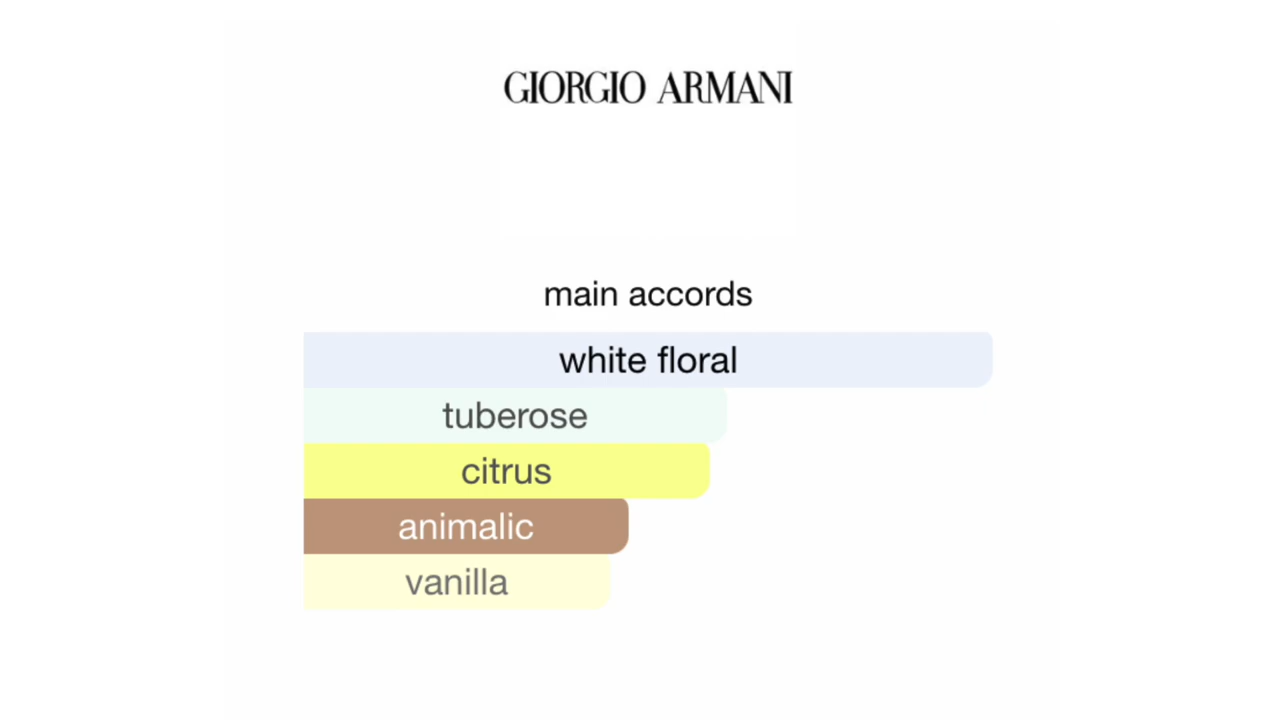 GIORGIO ARMANI
main accords
white floral
tuberose
citrus
animalic
vanilla